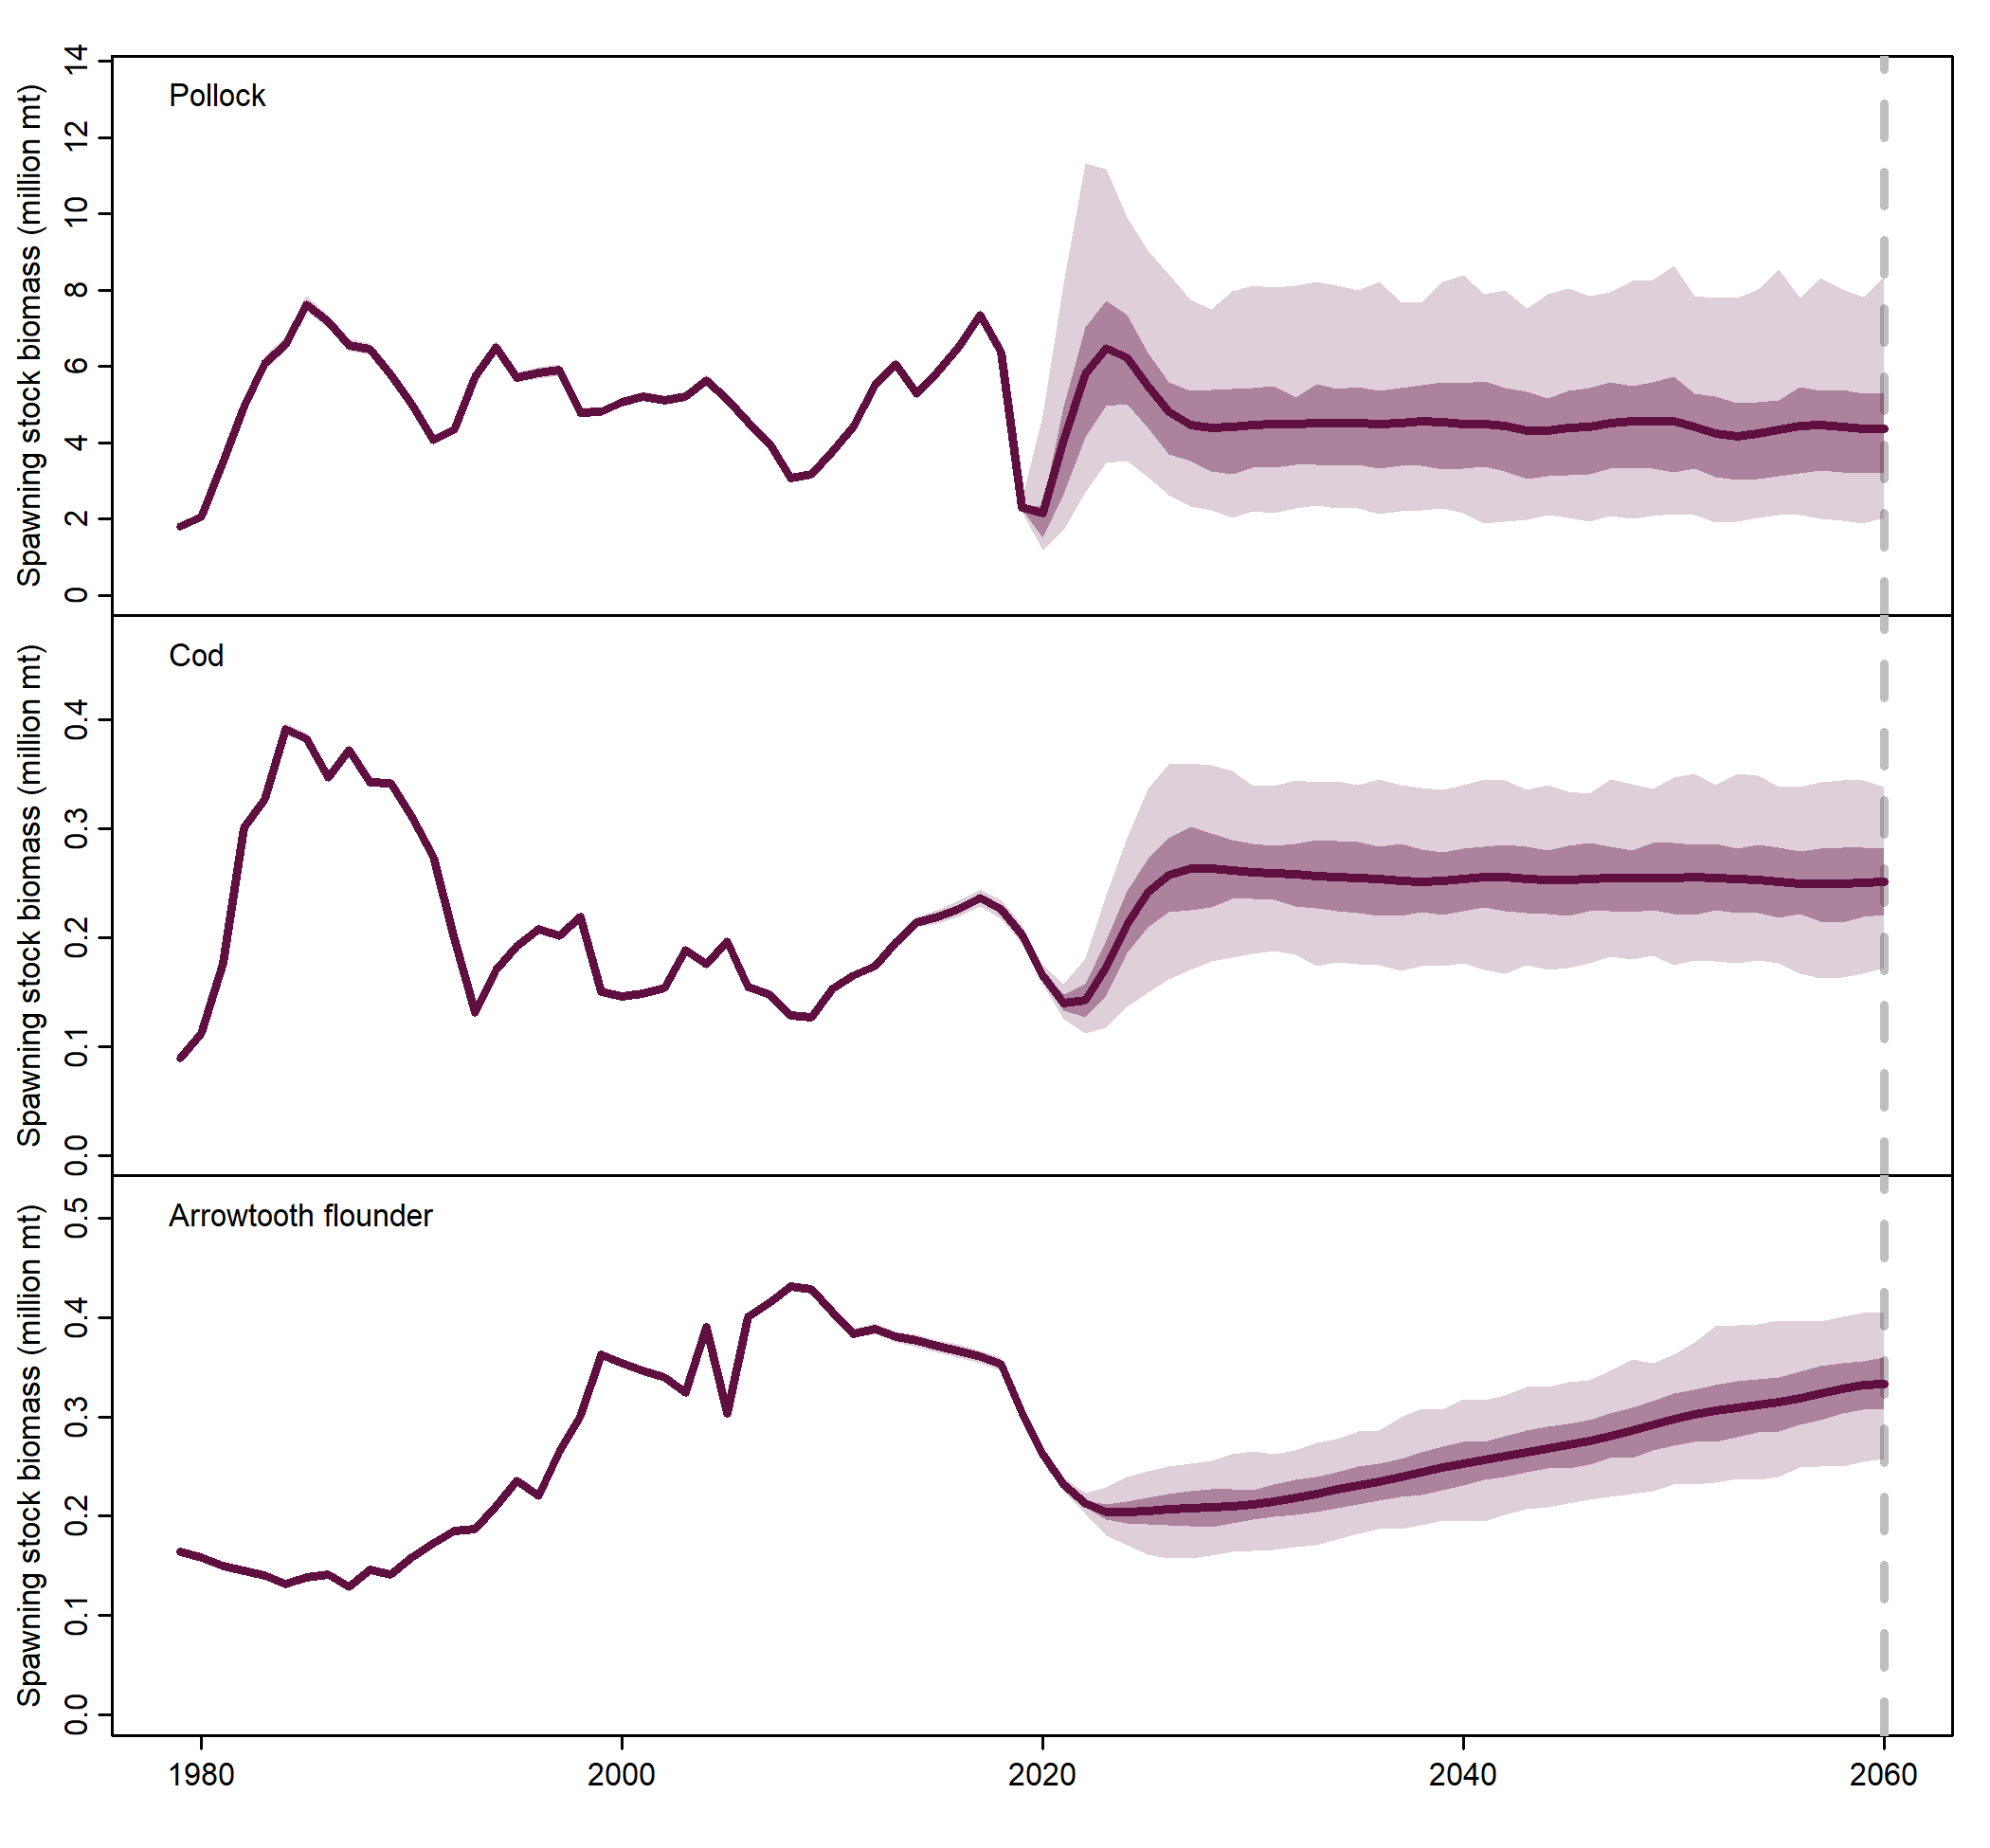 Pollock
Spawning stock biomass (million mt)
14
12
10
8
6
4
2
0
Cod
Spawning stock biomass (million mt)
0.4
0.3
0.2
0.1
0.0
Arrowtooth flounder
Spawning stock biomass (million mt)
0.5
0.4
0.3
0.2
0.1
0.0
1980 2000 2020 2040 2060